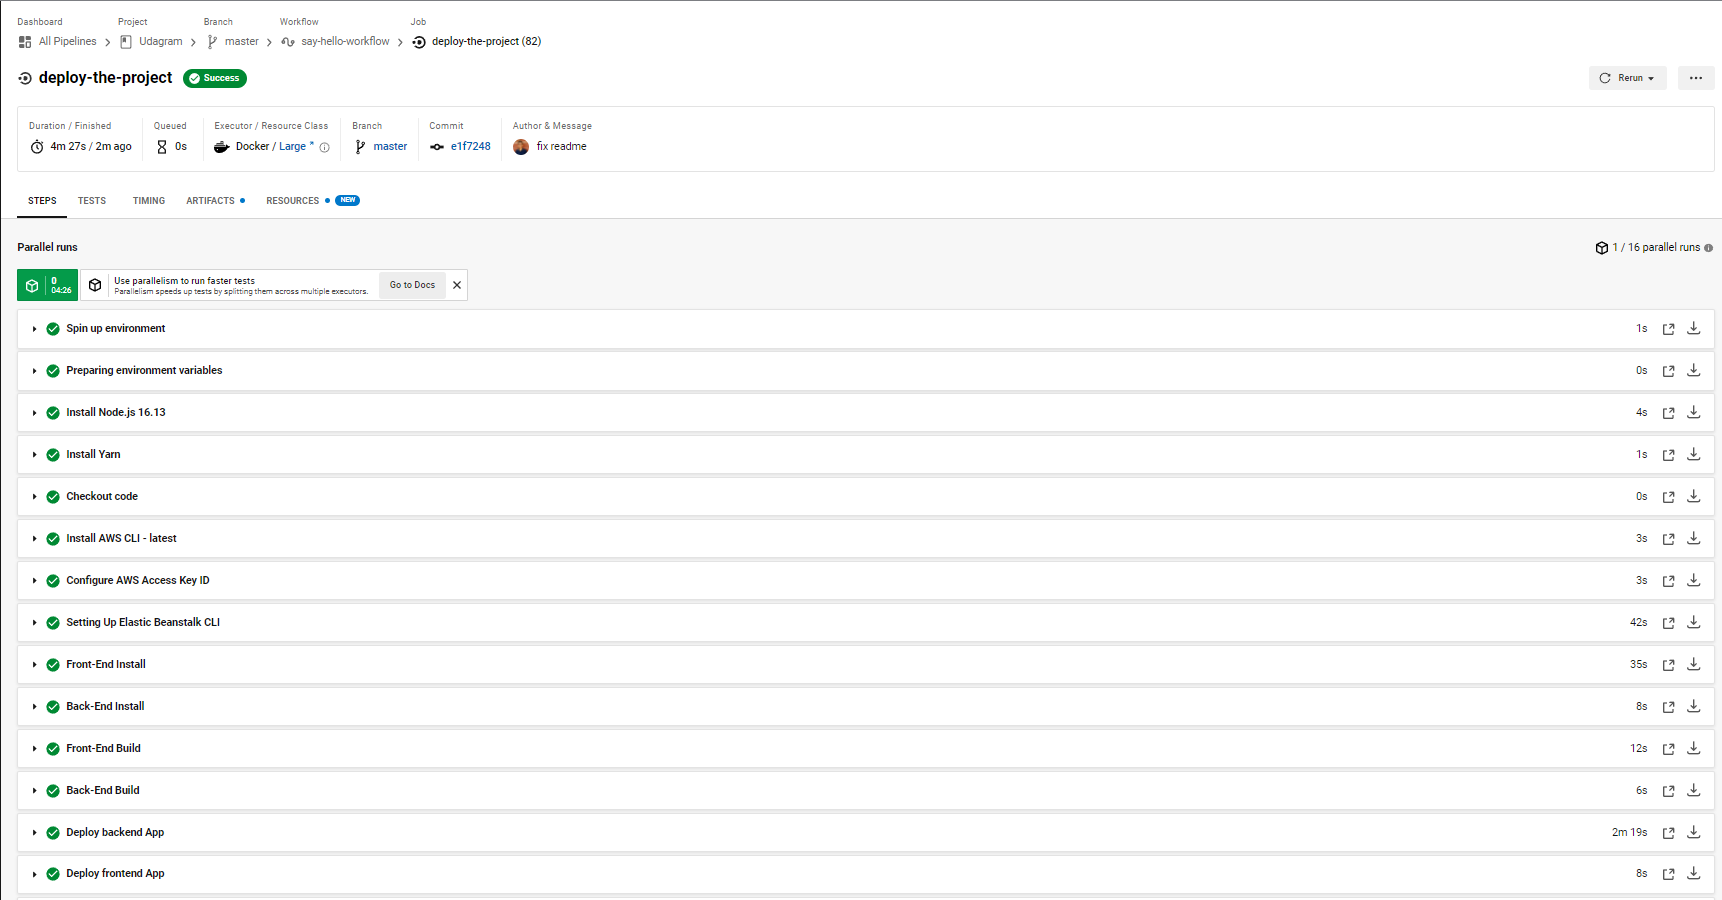 Dashboard Project Branch Workflow Job
All Pipelines Udagram master say-hello-workflow deploy-the-project (82)
deploy-the-project Success Rerun
Duration / Finished Queued Executor / Resource Class Branch Commit Author & Message
4m 27s / 2m ago 0s Docker / Large master e1f7248 fix readme
STEPS TESTS TIMING ARTIFACTS RESOURCES NEW
Parallel runs 1 / 16 parallel runs
0 Use parallelism to run faster tests Go to Docs
04:26 Parallelism speeds up tests by splitting them across multiple executors.
Spin up environment 1s
Preparing environment variables 0s
Install Node.js 16.13 4s
Install Yarn 1s
Checkout code 0s
Install AWS CLI - latest 3s
Configure AWS Access Key ID 3s
Setting Up Elastic Beanstalk CLI 42s
Front-End Install 35s
Back-End Install 8s
Front-End Build 12s
Back-End Build 6s
Deploy backend App 2m 19s
Deploy frontend App 8s